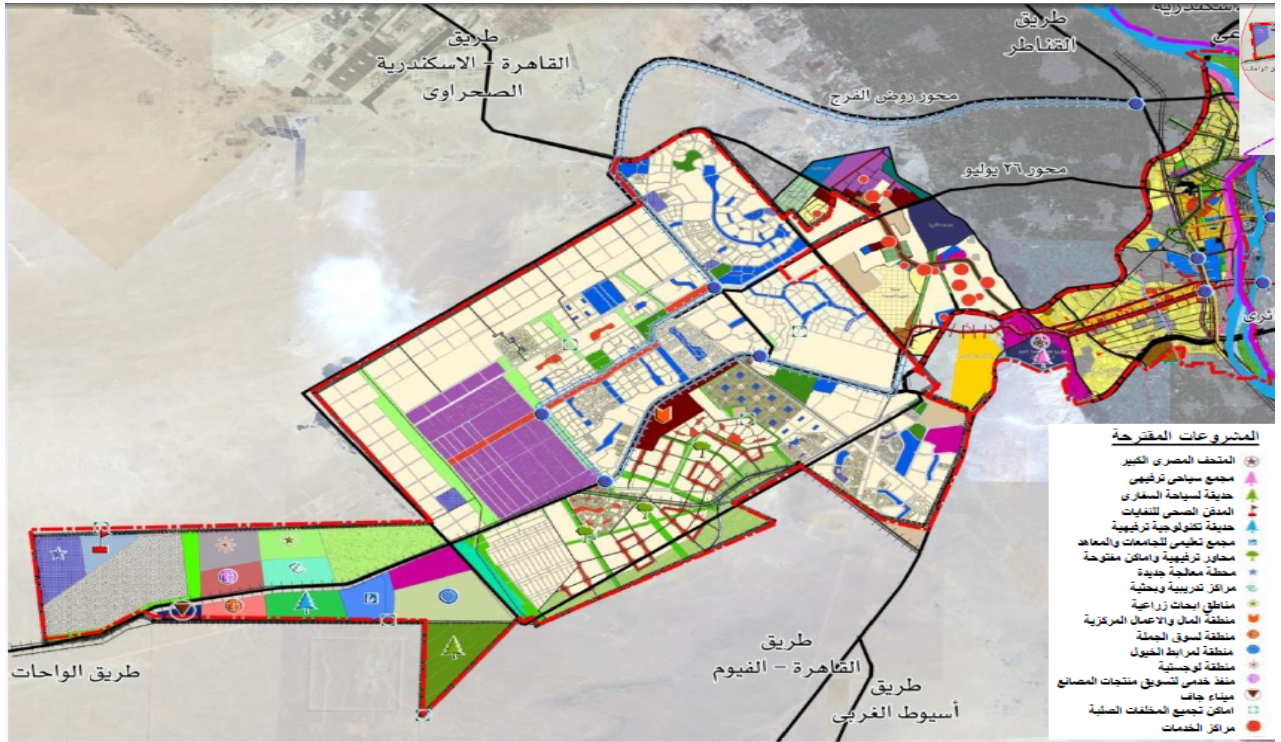 طريق
القناطر
طريق
القاهرة - الاسكندرية
الصحراوى
محور روض الفرج
محور ٢٦ يوليو
طريق الواحات
طريق
القاهرة - الفيوم
طريق
أسيوط الغربى
المشروعات المقترحة
المتحف المصرى الكبير
مجمع سياحى ترفيهى
حديقة لسياحة السفارى
المدفن الصحى للنفايات
حديقة تكنولوجية ترفيهية
مجمع تعليمى للجامعات والمعاهد
محاور ترفيهية واماكن مفتوحة
محطة معالجة جديدة
مراكز تدريبية وبحثية
مناطق ابحاث زراعية
منطقة المال والاعمال المركزية
منطقة لسوق الجملة
منطقة لمرابط الخيول
منطقة لوجستية
منفذ خدمى لتسويق منتجات المصانع
ميناء جاف
اماكن تجميع المخلفات الصلبة
مراكز الخدمات